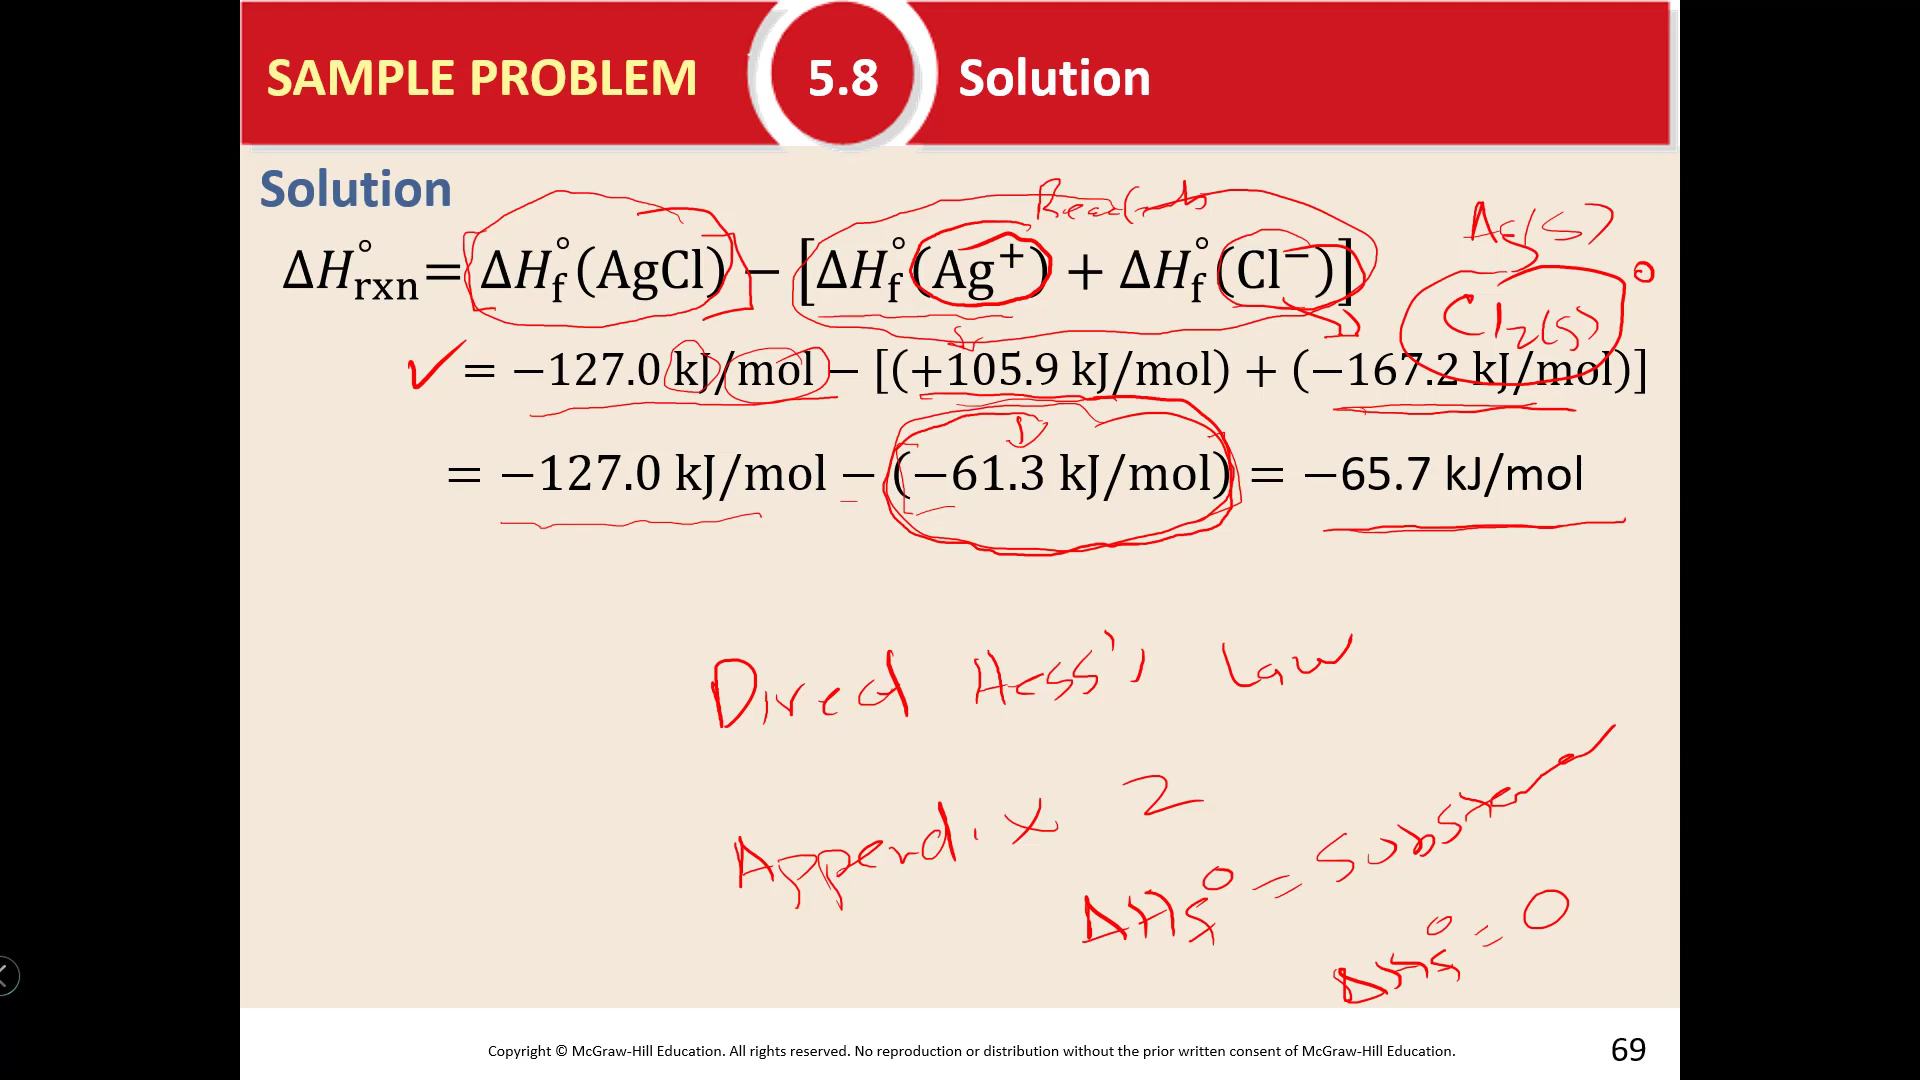 SAMPLE PROBLEM 5.8 Solution
Solution
Reactants
Ag(s)
ΔH°rxn = ΔH°f(AgCl) − [ΔH°f(Ag⁺) + ΔH°f(Cl⁻)]
Cl₂(s) 0
= −127.0 kJ/mol − [(+105.9 kJ/mol) + (−167.2 kJ/mol)]
= −127.0 kJ/mol − (−61.3 kJ/mol) = −65.7 kJ/mol
Direct Hess's Law
Appendix 2
ΔHf° =
ΔHf° = 0
Copyright © McGraw-Hill Education. All rights reserved. No reproduction or distribution without the prior written consent of McGraw-Hill Education.
69